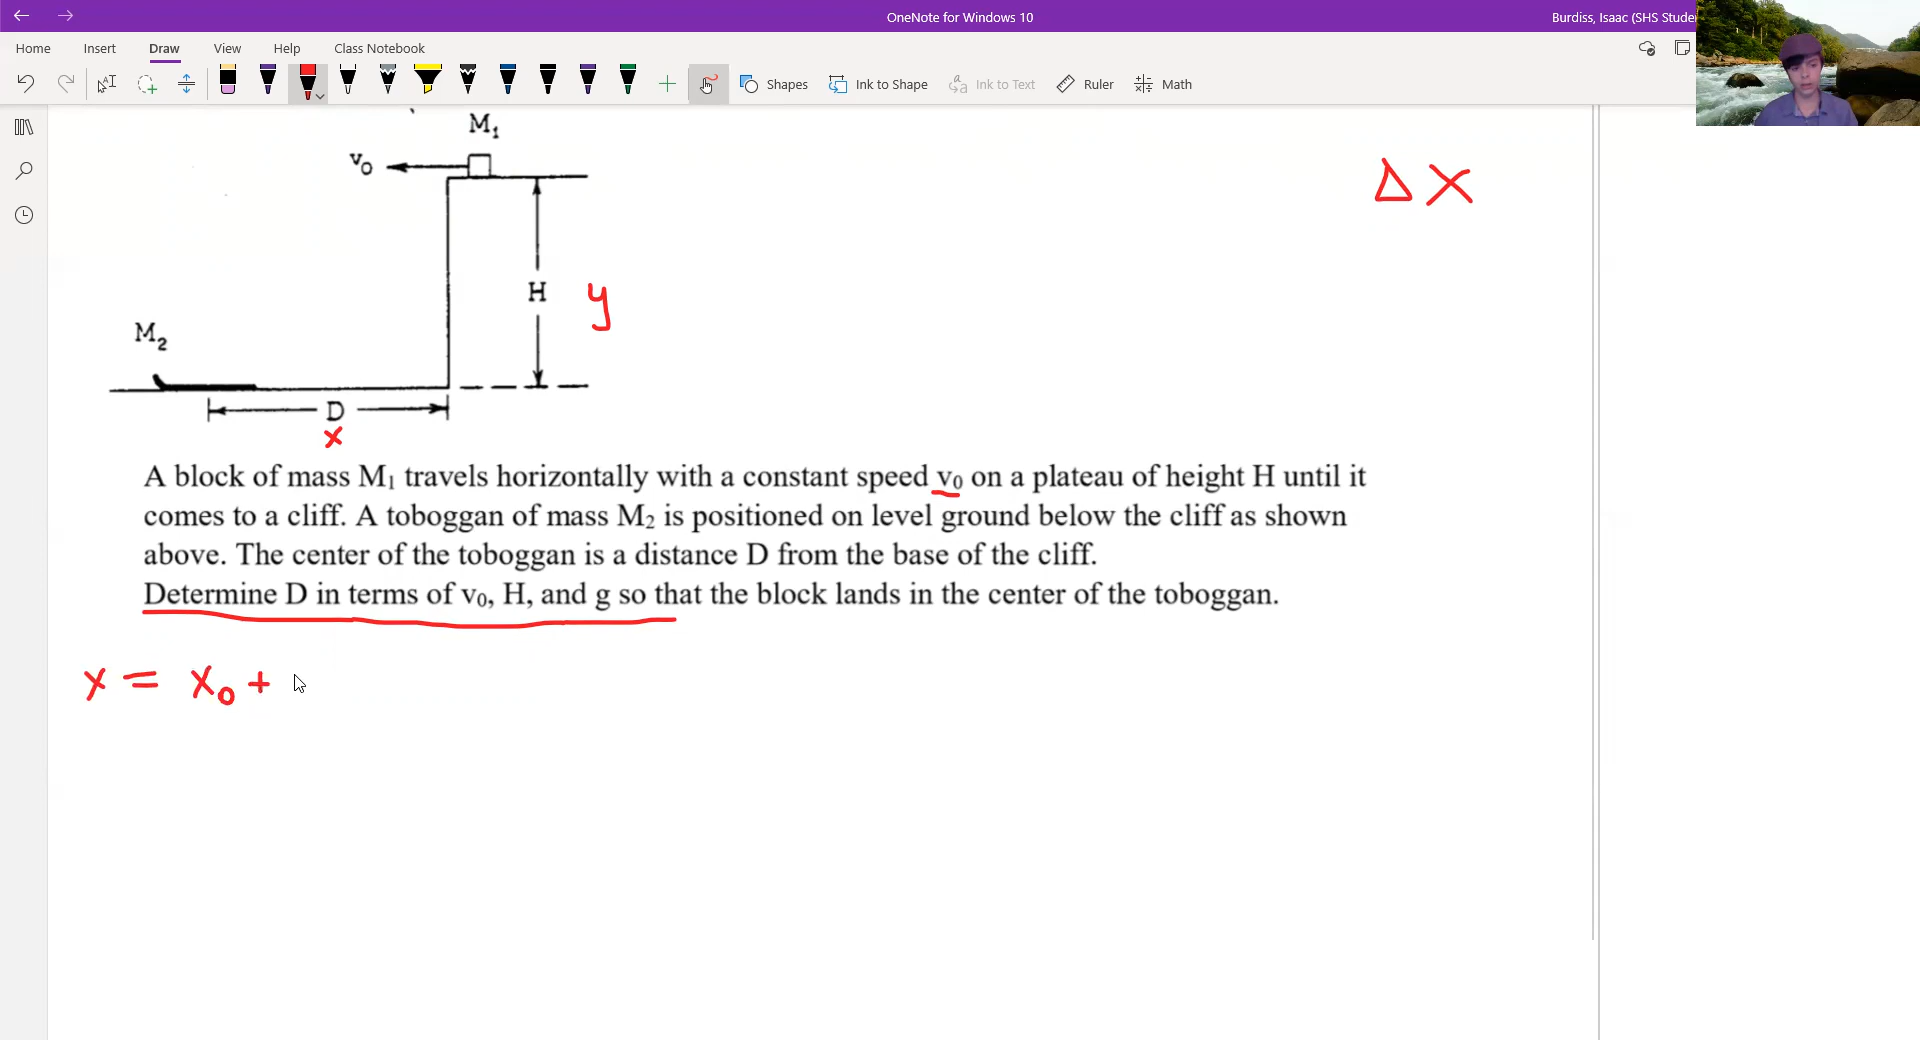 OneNote for Windows 10
Burdiss, Isaac (SHS Stude
Home Insert Draw View Help Class Notebook
Shapes Ink to Shape Ink to Text Ruler Math
M₁
v₀
Δ X
H y
M₂
D
x
A block of mass M₁ travels horizontally with a constant speed v₀ on a plateau of height H until it
comes to a cliff. A toboggan of mass M₂ is positioned on level ground below the cliff as shown
above. The center of the toboggan is a distance D from the base of the cliff.
Determine D in terms of v₀, H, and g so that the block lands in the center of the toboggan.
x = x₀ +